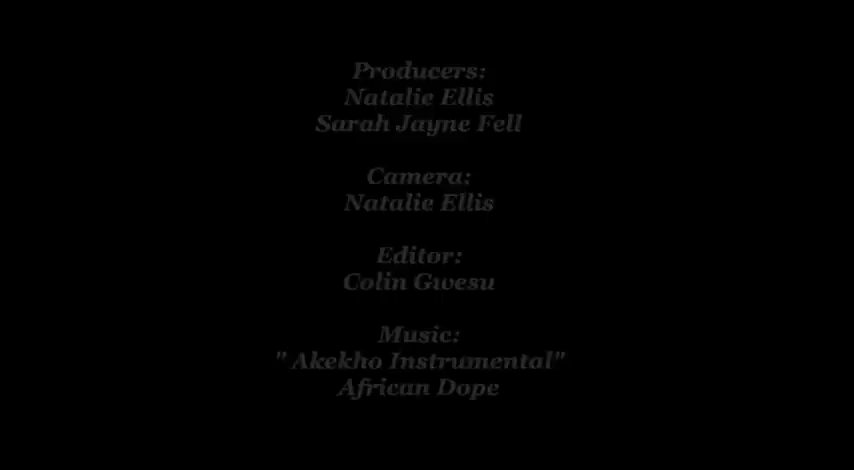 Producers:
Natalie Ellis
Sarah Jayne Fell
Camera:
Natalie Ellis
Editor:
Colin Gwesu
Music:
" Akekho Instrumental"
African Dope